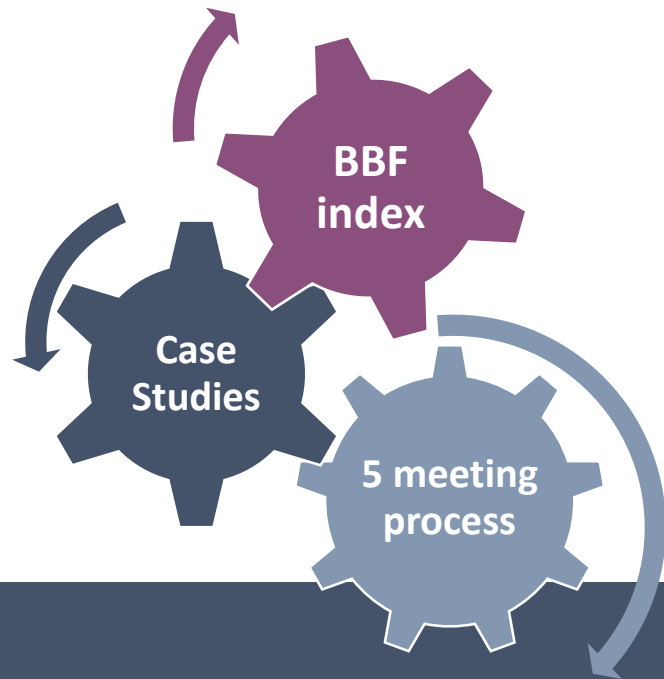 BBF
index
Case
Studies
5 meeting
process